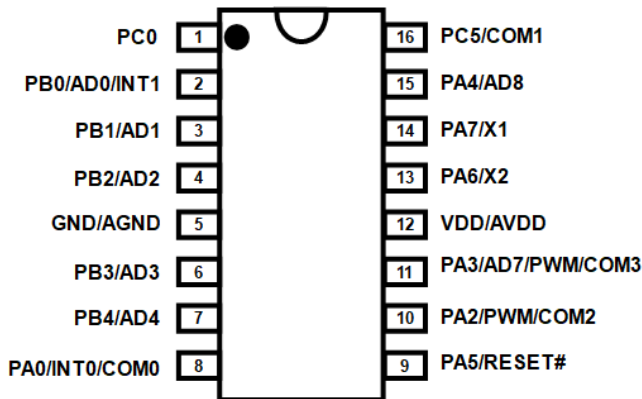 PC0 1 16 PC5/COM1
PB0/AD0/INT1 2 15 PA4/AD8
PB1/AD1 3 14 PA7/X1
PB2/AD2 4 13 PA6/X2
GND/AGND 5 12 VDD/AVDD
PB3/AD3 6 11 PA3/AD7/PWM/COM3
PB4/AD4 7 10 PA2/PWM/COM2
PA0/INT0/COM0 8 9 PA5/RESET#